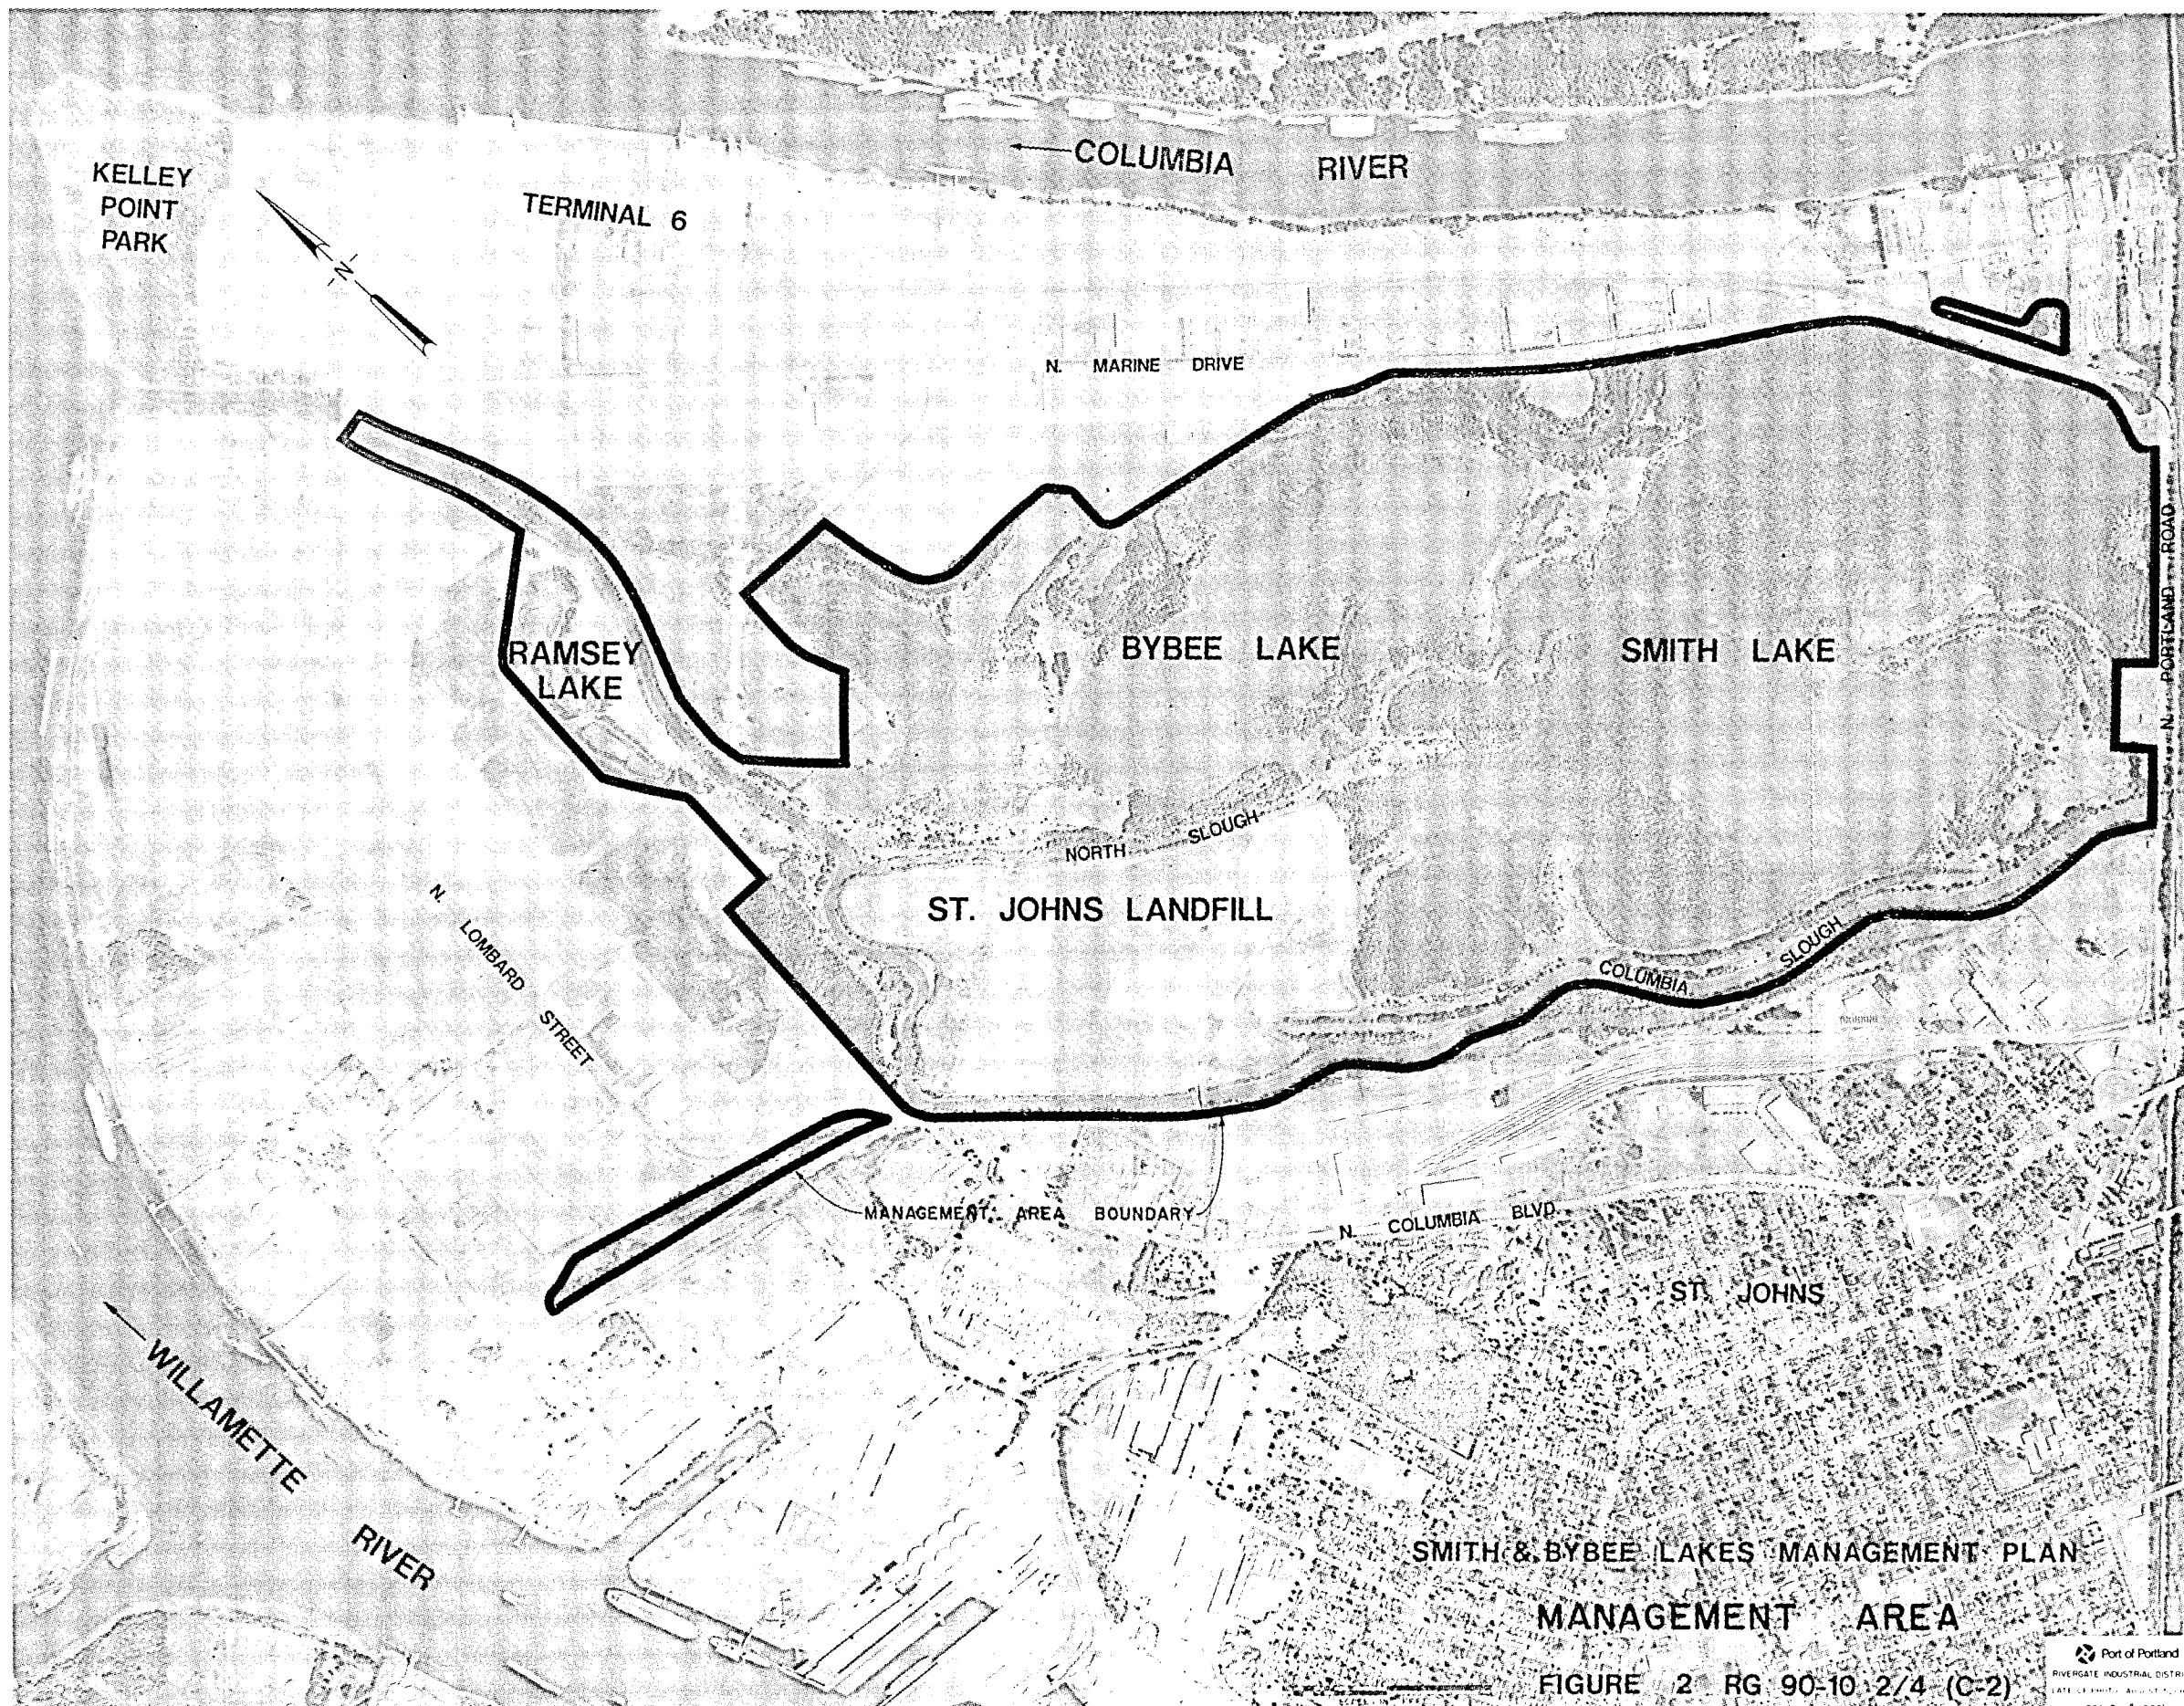 COLUMBIA RIVER
KELLEY
POINT
PARK
TERMINAL 6
N
N. MARINE DRIVE
RAMSEY
LAKE
BYBEE LAKE
SMITH LAKE
N. PORTLAND ROAD
NORTH SLOUGH
ST. JOHNS LANDFILL
N. LOMBARD STREET
COLUMBIA SLOUGH
MANAGEMENT AREA BOUNDARY
N. COLUMBIA BLVD.
ST. JOHNS
WILLAMETTE RIVER
SMITH & BYBEE LAKES MANAGEMENT PLAN
MANAGEMENT AREA
FIGURE 2 RG 90-10 2/4 (C-2)
Port of Portland
RIVERGATE INDUSTRIAL